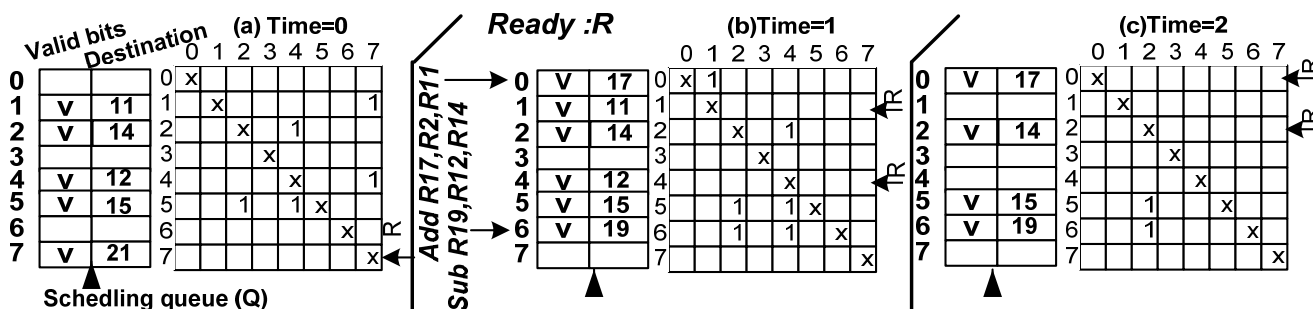 (a) Time=0
Valid bits
Destination
0 1 2 3 4 5 6 7
0 0 x
1 V 11 1 x 1
2 V 14 2 x 1
3 3 x
4 V 12 4 x 1
5 V 15 5 1 1 x
6 6 x R
7 V 21 7 x
Schedling queue (Q)
Ready :R
Add R17,R2,R11
Sub R19,R12,R14
(b)Time=1
0 1 2 3 4 5 6 7
0 V 17 0 x 1
1 V 11 1 x R
2 V 14 2 x 1
3 3 x
4 V 12 4 x R
5 V 15 5 1 1 x
6 V 19 6 1 1 x
7 7 x
(c)Time=2
0 1 2 3 4 5 6 7
0 V 17 0 x R
1 1 x
2 V 14 2 x R
3 3 x
4 4 x
5 V 15 5 1 x
6 V 19 6 1 x
7 7 x